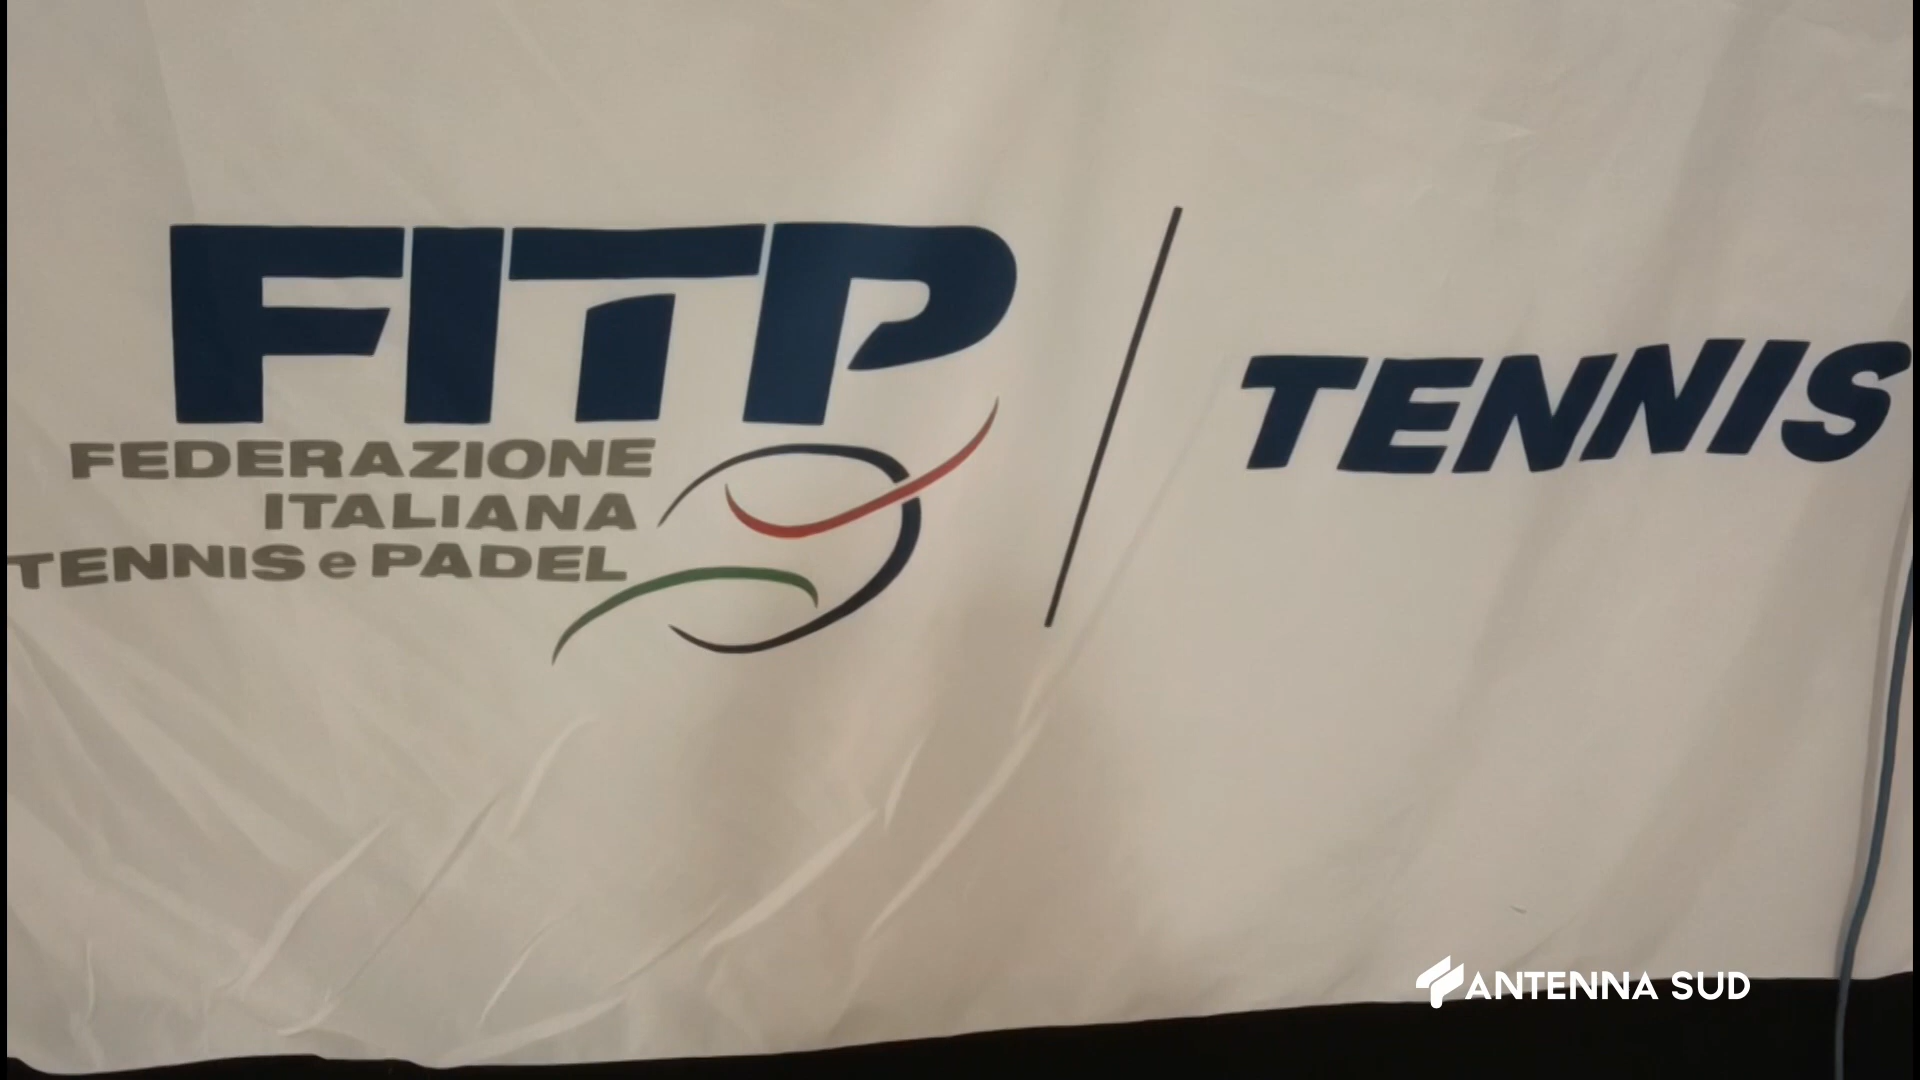 FITP / TENNIS
FEDERAZIONE
ITALIANA
TENNIS e PADEL
ANTENNA SUD